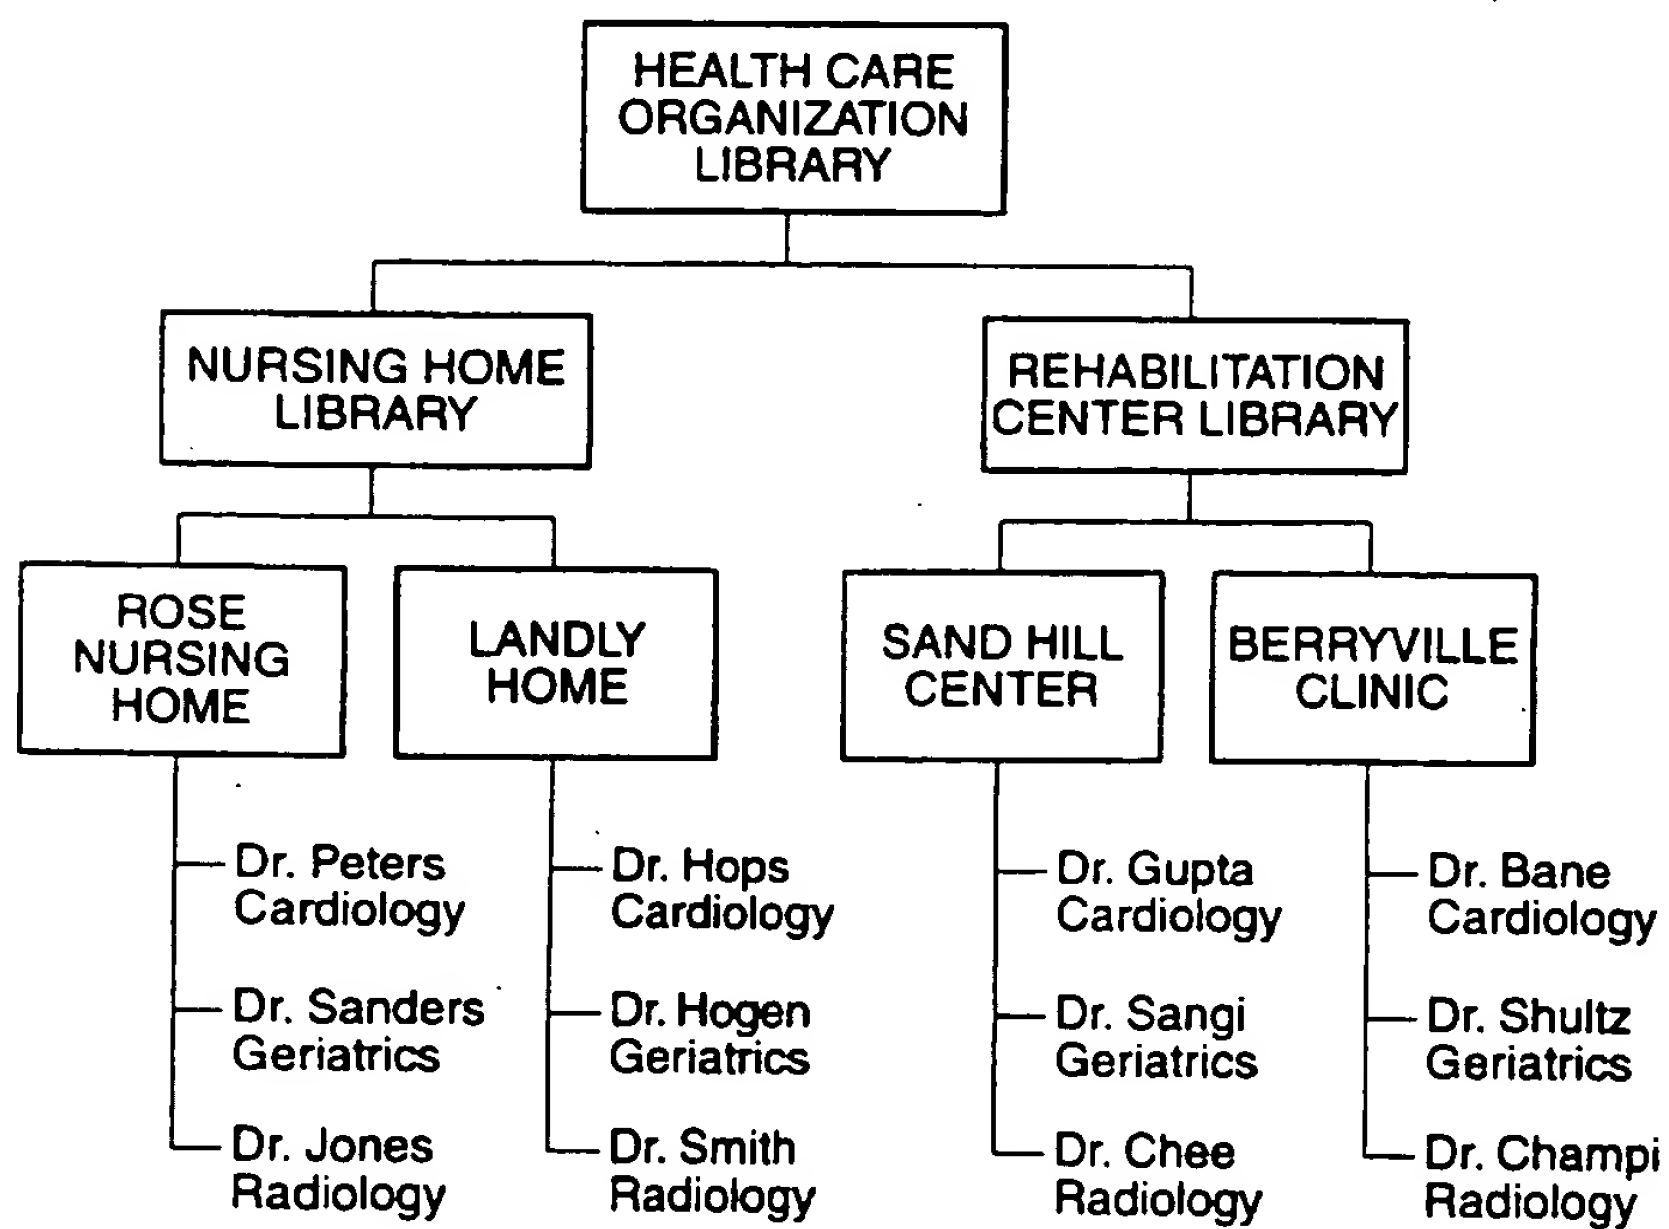 HEALTH CARE
ORGANIZATION
LIBRARY
NURSING HOME
LIBRARY
REHABILITATION
CENTER LIBRARY
ROSE
NURSING
HOME
LANDLY
HOME
SAND HILL
CENTER
BERRYVILLE
CLINIC
Dr. Peters
Cardiology
Dr. Sanders
Geriatrics
Dr. Jones
Radiology
Dr. Hops
Cardiology
Dr. Hogen
Geriatrics
Dr. Smith
Radiology
Dr. Gupta
Cardiology
Dr. Sangi
Geriatrics
Dr. Chee
Radiology
Dr. Bane
Cardiology
Dr. Shultz
Geriatrics
Dr. Champi
Radiology